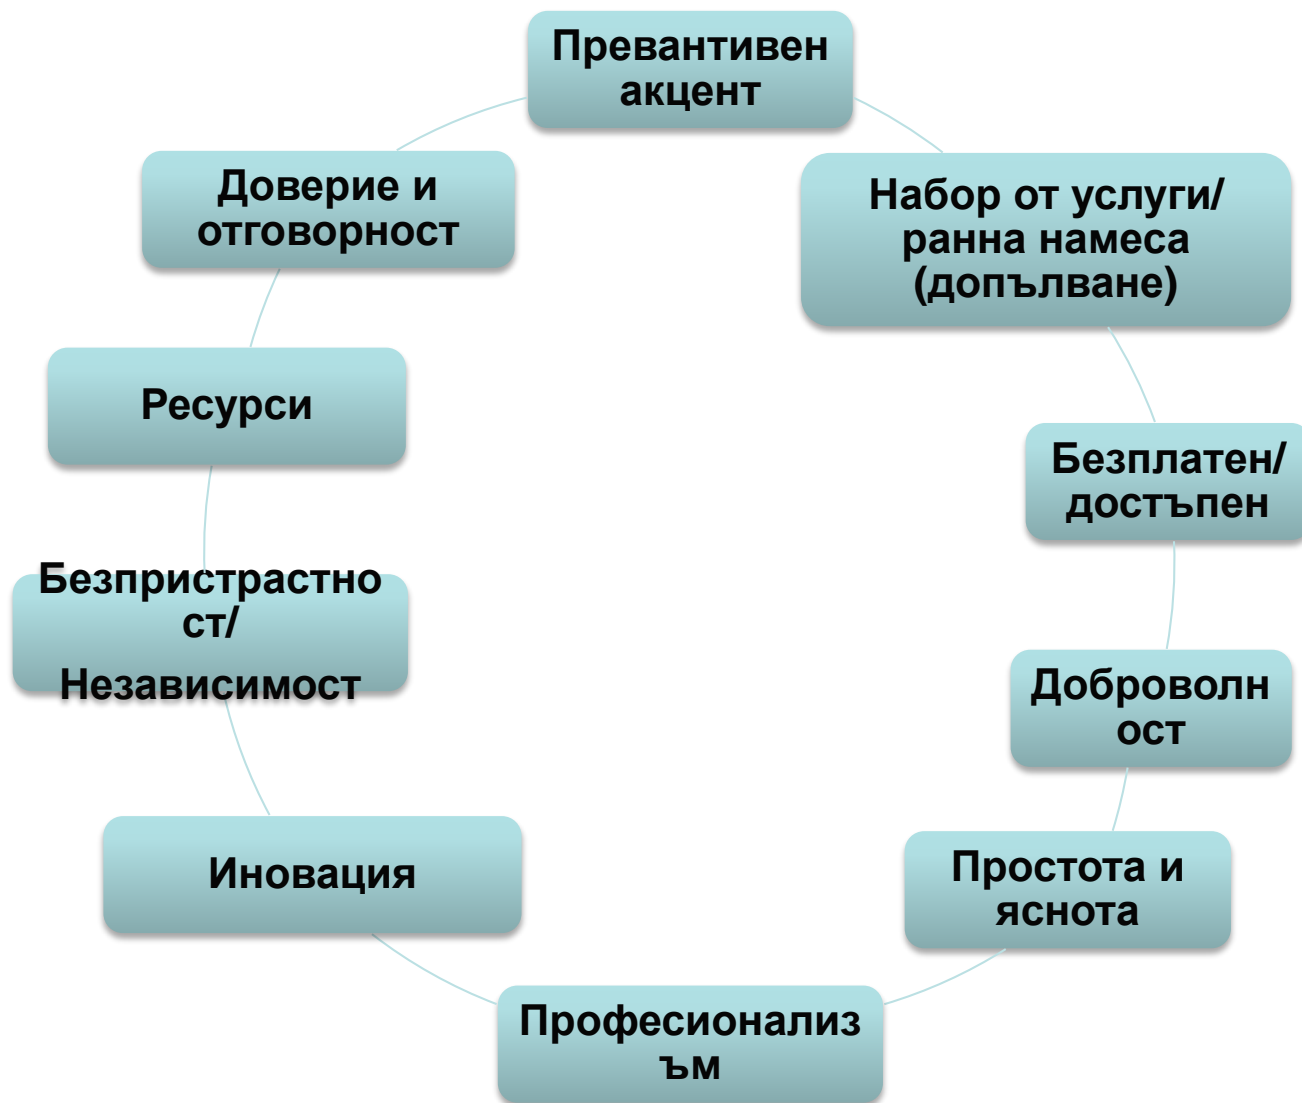 Превантивен
акцент
Набор от услуги/
ранна намеса
(допълване)
Безплатен/
достъпен
Доброволн
ост
Простота и
яснота
Професионализ
ъм
Иновация
Безпристрастно
ст/
Независимост
Ресурси
Доверие и
отговорност